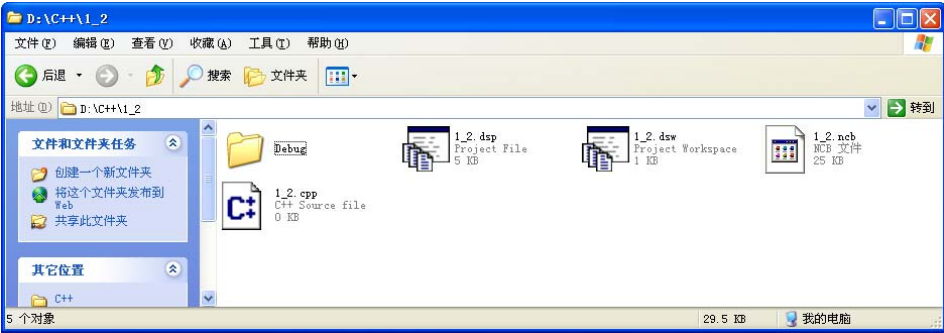 D:\C++\1_2
文件(F) 编辑(E) 查看(V) 收藏(A) 工具(T) 帮助(H)
后退 搜索 文件夹
地址(D) D:\C++\1_2 转到
文件和文件夹任务
创建一个新文件夹
将这个文件夹发布到
Web
共享此文件夹
其它位置
C++
Debug
1_2.dsp
Project File
5 KB
1_2.dsw
Project Workspace
1 KB
1_2.ncb
NCB 文件
25 KB
1_2.cpp
C++ Source file
0 KB
5 个对象 29.5 KB 我的电脑